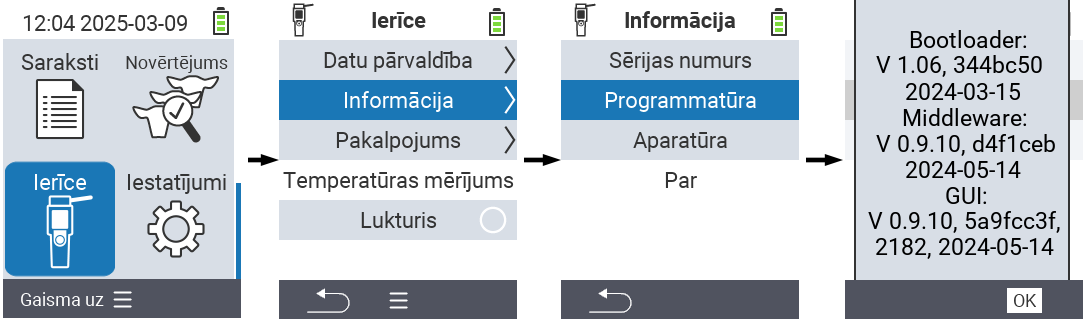 12:04 2025-03-09
Saraksti
Novērtējums
Ierīce
Iestatījumi
Gaisma uz
Ierīce
Datu pārvaldība
Informācija
Pakalpojums
Temperatūras mērījums
Lukturis
Informācija
Sērijas numurs
Programmatūra
Aparatūra
Par
Bootloader:
V 1.06, 344bc50
2024-03-15
Middleware:
V 0.9.10, d4f1ceb
2024-05-14
GUI:
V 0.9.10, 5a9fcc3f,
2182, 2024-05-14
OK